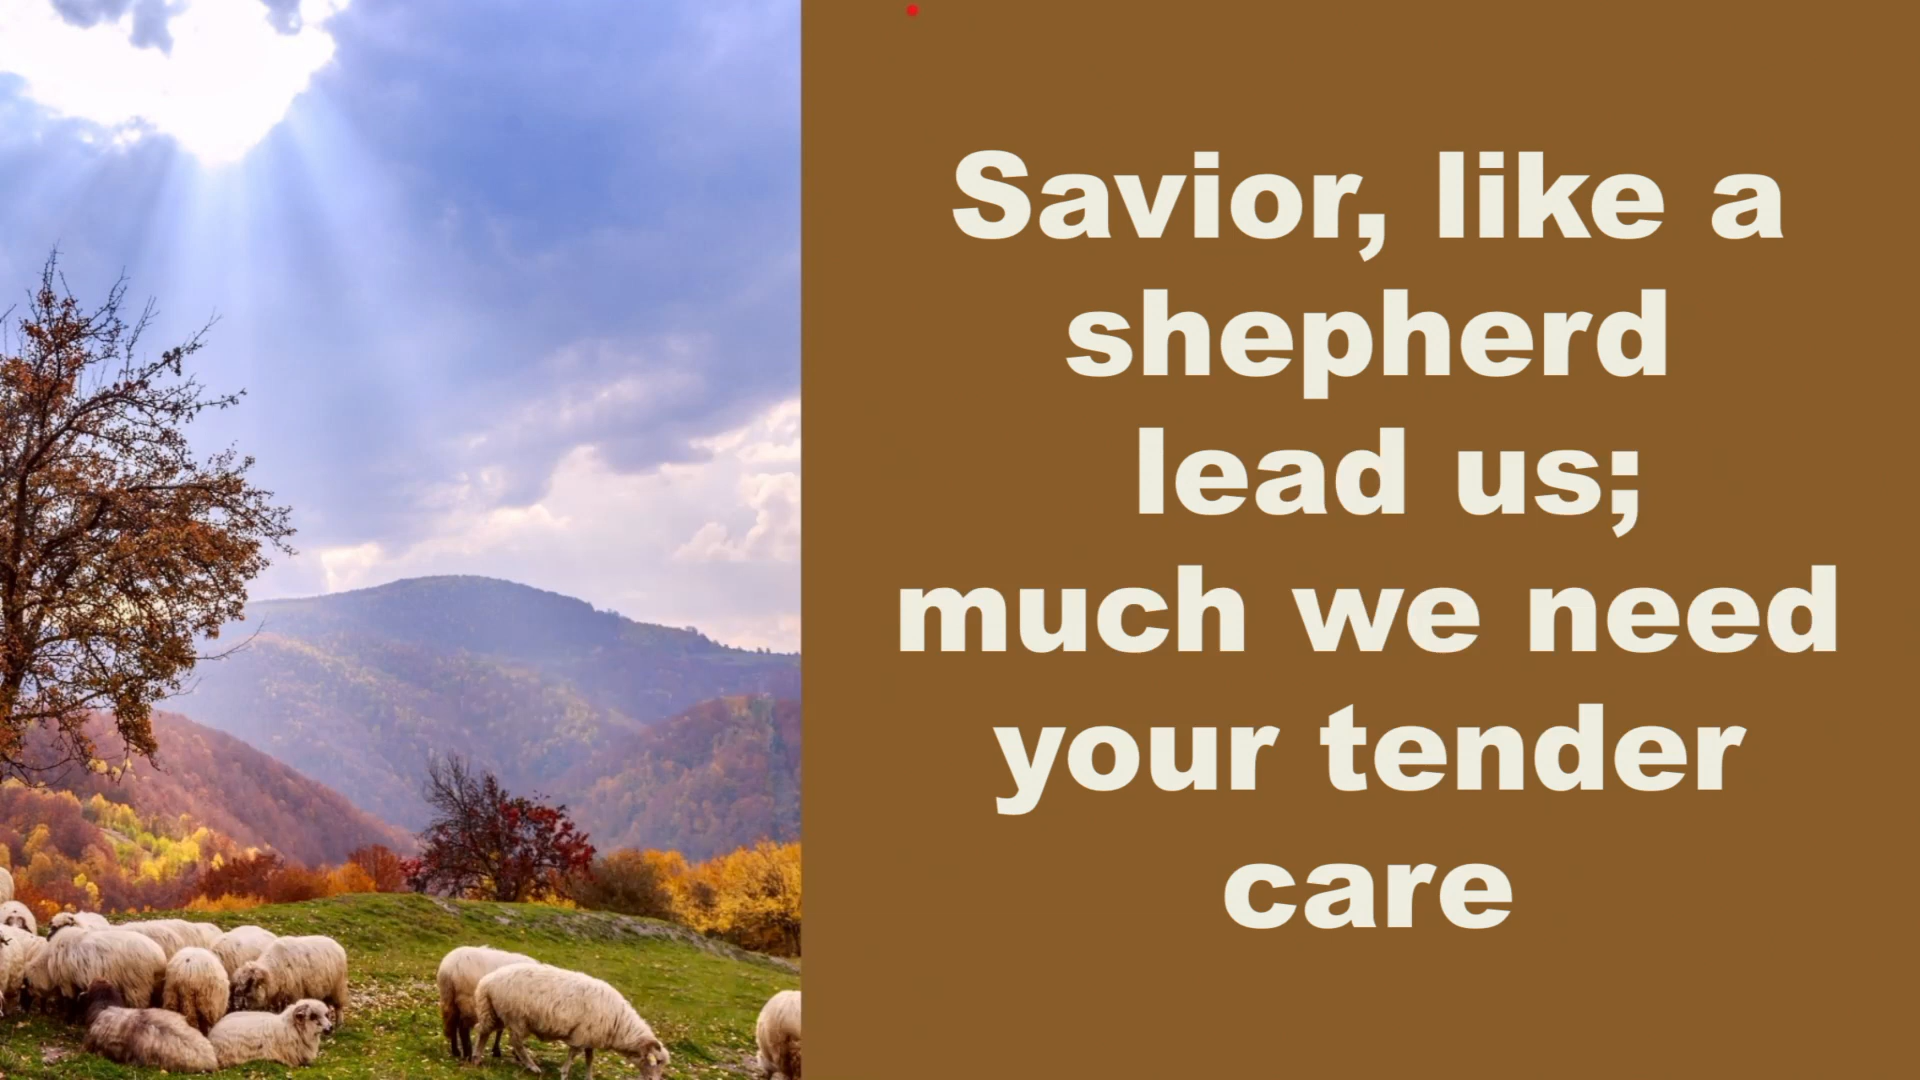 Savior, like a
shepherd
lead us;
much we need
your tender
care